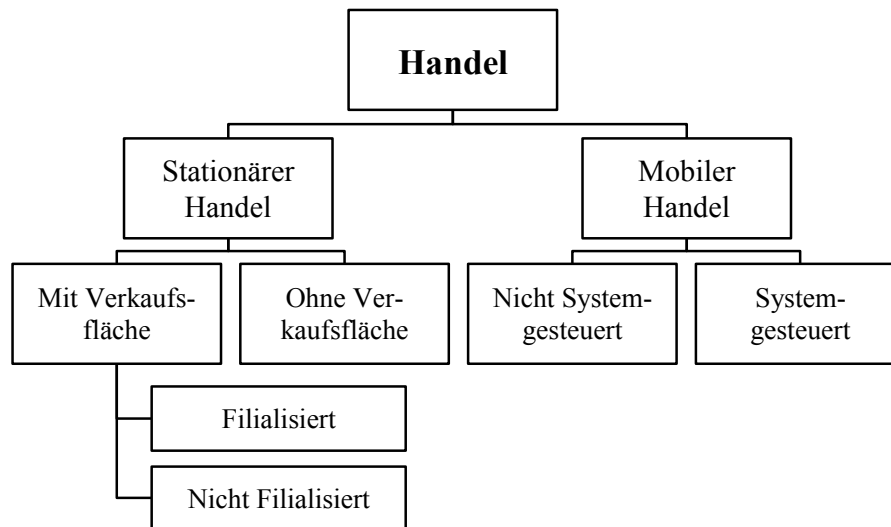 Handel
Stationärer
Handel
Mobiler
Handel
Mit Verkaufs-
fläche
Ohne Ver-
kaufsfläche
Nicht System-
gesteuert
System-
gesteuert
Filialisiert
Nicht Filialisiert